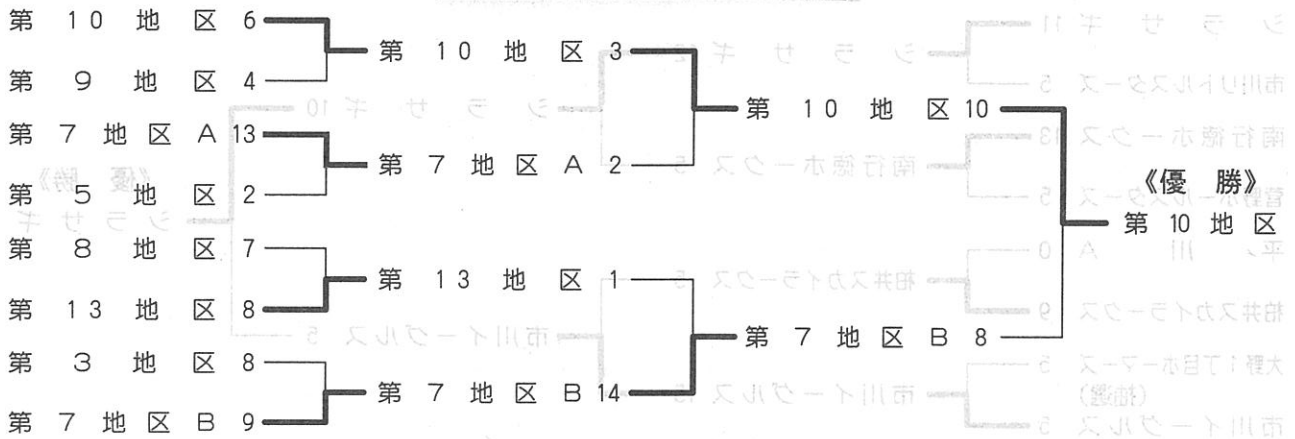 第 10 地 区 6
第 9 地 区 4
第 7 地 区 A 13
第 5 地 区 2
第 8 地 区 7
第 13 地 区 8
第 3 地 区 8
第 7 地 区 B 9
第 10 地 区 3
第 7 地 区 A 2
第 13 地 区 1
第 7 地 区 B 14
第 10 地 区 10
第 7 地 区 B 8
《優 勝》
第 10 地 区